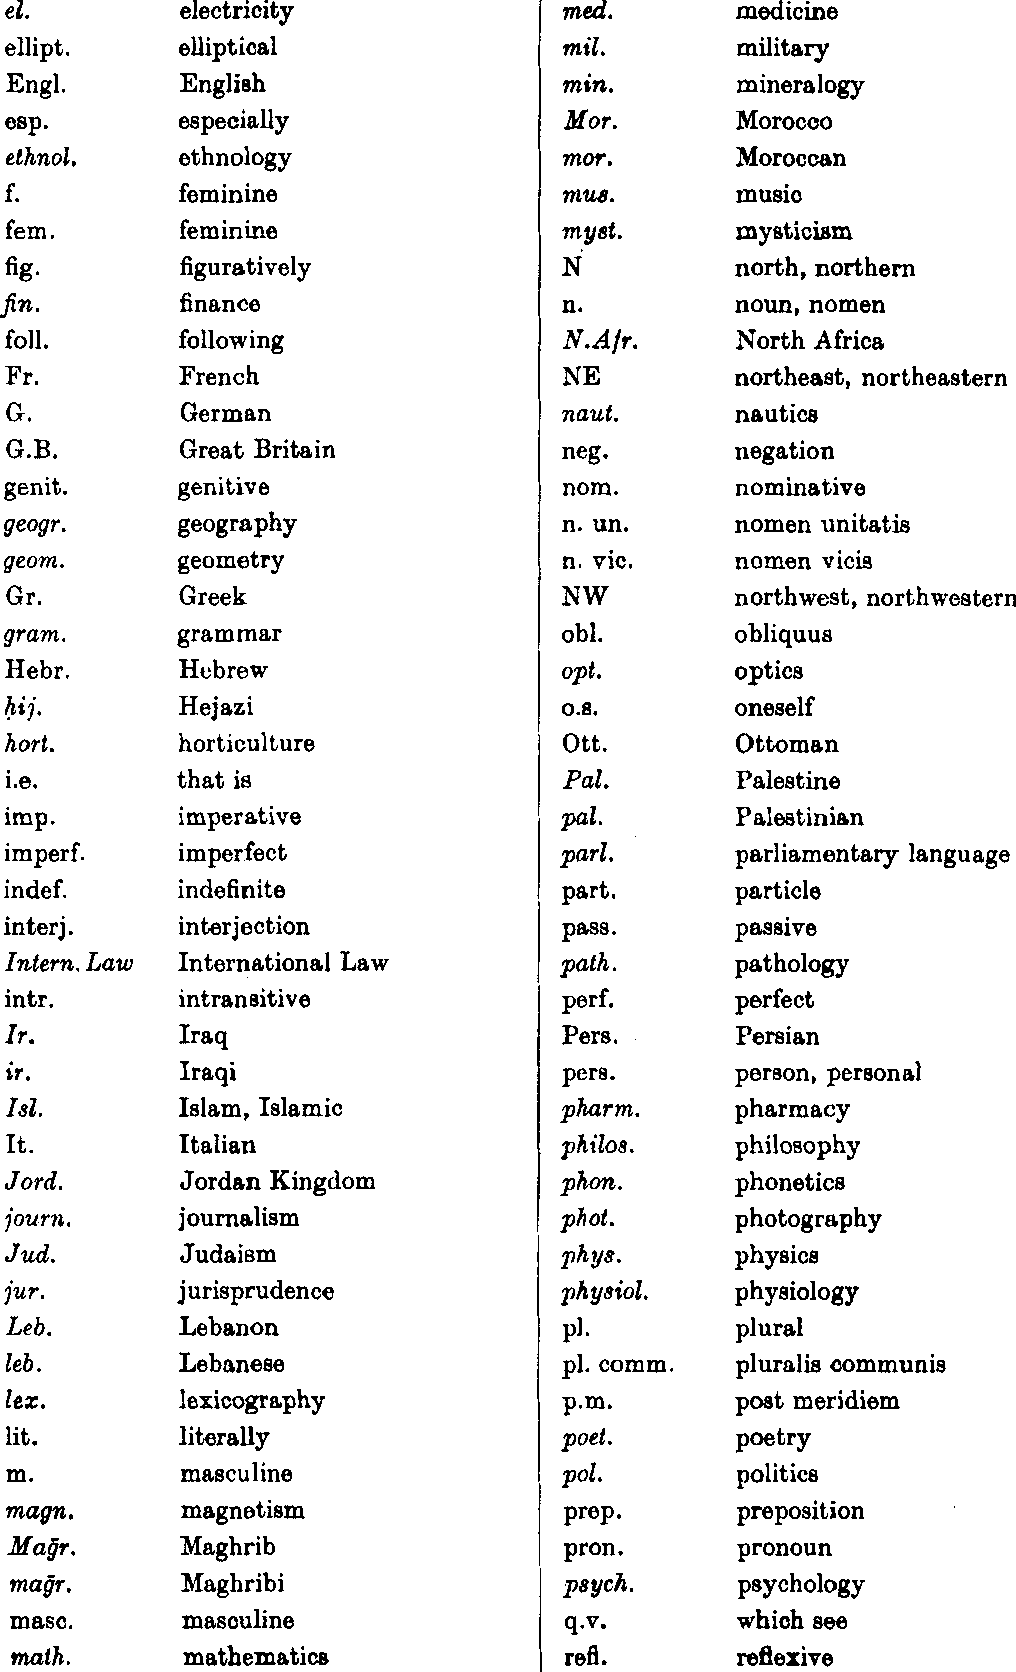 el. electricity
ellipt. elliptical
Engl. English
esp. especially
ethnol. ethnology
f. feminine
fem. feminine
fig. figuratively
fin. finance
foll. following
Fr. French
G. German
G.B. Great Britain
genit. genitive
geogr. geography
geom. geometry
Gr. Greek
gram. grammar
Hebr. Hebrew
ḥij. Hejazi
hort. horticulture
i.e. that is
imp. imperative
imperf. imperfect
indef. indefinite
interj. interjection
Intern. Law International Law
intr. intransitive
Ir. Iraq
ir. Iraqi
Isl. Islam, Islamic
It. Italian
Jord. Jordan Kingdom
journ. journalism
Jud. Judaism
jur. jurisprudence
Leb. Lebanon
leb. Lebanese
lex. lexicography
lit. literally
m. masculine
magn. magnetism
Maḡr. Maghrib
maḡr. Maghribi
masc. masculine
math. mathematics
med. medicine
mil. military
min. mineralogy
Mor. Morocco
mor. Moroccan
mus. music
myst. mysticism
N north, northern
n. noun, nomen
N.Afr. North Africa
NE northeast, northeastern
naut. nautics
neg. negation
nom. nominative
n. un. nomen unitatis
n. vic. nomen vicis
NW northwest, northwestern
obl. obliquus
opt. optics
o.s. oneself
Ott. Ottoman
Pal. Palestine
pal. Palestinian
parl. parliamentary language
part. particle
pass. passive
path. pathology
perf. perfect
Pers. Persian
pers. person, personal
pharm. pharmacy
philos. philosophy
phon. phonetics
phot. photography
phys. physics
physiol. physiology
pl. plural
pl. comm. pluralis communis
p.m. post meridiem
poet. poetry
pol. politics
prep. preposition
pron. pronoun
psych. psychology
q.v. which see
refl. reflexive